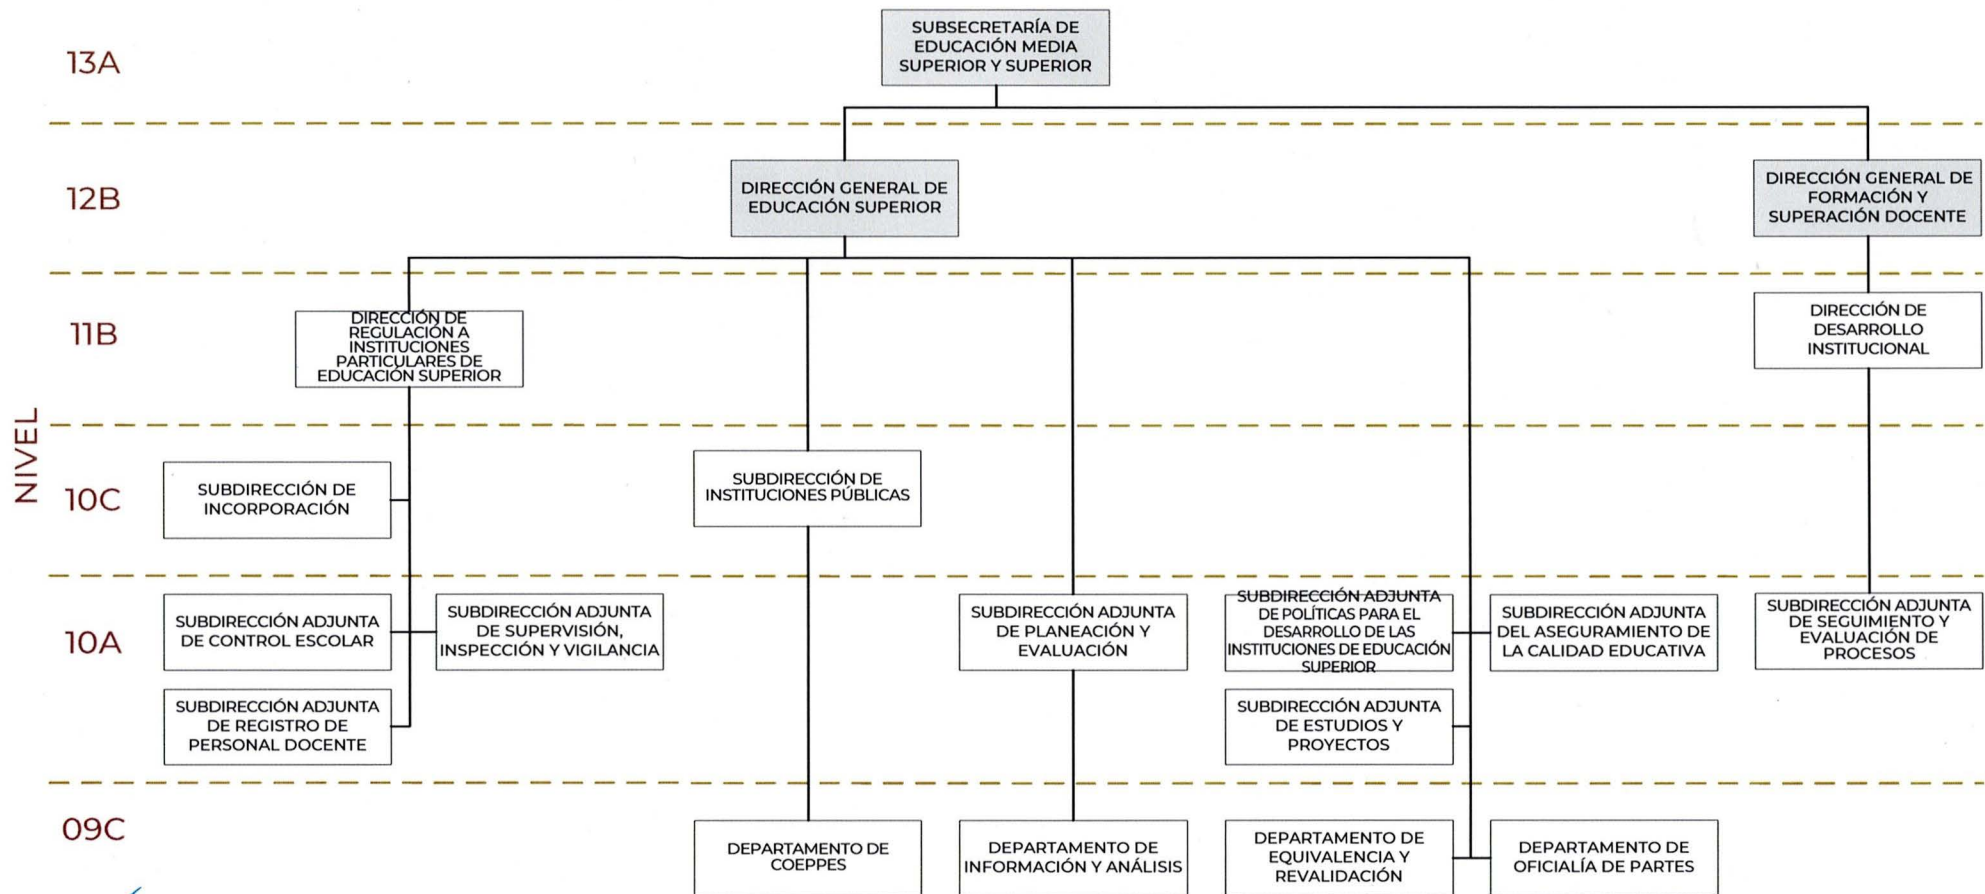 13A
SUBSECRETARÍA DE
EDUCACIÓN MEDIA
SUPERIOR Y SUPERIOR
12B
DIRECCIÓN GENERAL DE
EDUCACIÓN SUPERIOR
DIRECCIÓN GENERAL DE
FORMACIÓN Y
SUPERACIÓN DOCENTE
11B
DIRECCIÓN DE
REGULACIÓN A
INSTITUCIONES
PARTICULARES DE
EDUCACIÓN SUPERIOR
DIRECCIÓN DE
DESARROLLO
INSTITUCIONAL
NIVEL
10C
SUBDIRECCIÓN DE
INCORPORACIÓN
SUBDIRECCIÓN DE
INSTITUCIONES PÚBLICAS
10A
SUBDIRECCIÓN ADJUNTA
DE CONTROL ESCOLAR
SUBDIRECCIÓN ADJUNTA
DE SUPERVISIÓN,
INSPECCIÓN Y VIGILANCIA
SUBDIRECCIÓN ADJUNTA
DE PLANEACIÓN Y
EVALUACIÓN
SUBDIRECCIÓN ADJUNTA
DE POLÍTICAS PARA EL
DESARROLLO DE LAS
INSTITUCIONES DE EDUCACIÓN
SUPERIOR
SUBDIRECCIÓN ADJUNTA
DEL ASEGURAMIENTO DE
LA CALIDAD EDUCATIVA
SUBDIRECCIÓN ADJUNTA
DE SEGUIMIENTO Y
EVALUACIÓN DE
PROCESOS
SUBDIRECCIÓN ADJUNTA
DE REGISTRO DE
PERSONAL DOCENTE
SUBDIRECCIÓN ADJUNTA
DE ESTUDIOS Y
PROYECTOS
09C
DEPARTAMENTO DE
COEPPES
DEPARTAMENTO DE
INFORMACIÓN Y ANÁLISIS
DEPARTAMENTO DE
EQUIVALENCIA Y
REVALIDACIÓN
DEPARTAMENTO DE
OFICIALÍA DE PARTES